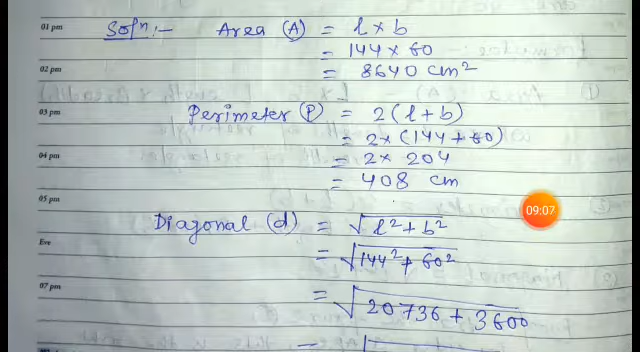 01 pm Solⁿ:- Area (A) = l × b
= 144 × 60
02 pm = 8640 cm²
03 pm Perimeter (P) = 2 (l + b)
= 2 × (144 + 60)
04 pm = 2 × 204
= 408 cm
05 pm
09:07
Diagonal (d) = √l² + b²
Eve = √144² + 60²
07 pm = √20736 + 3600
= √